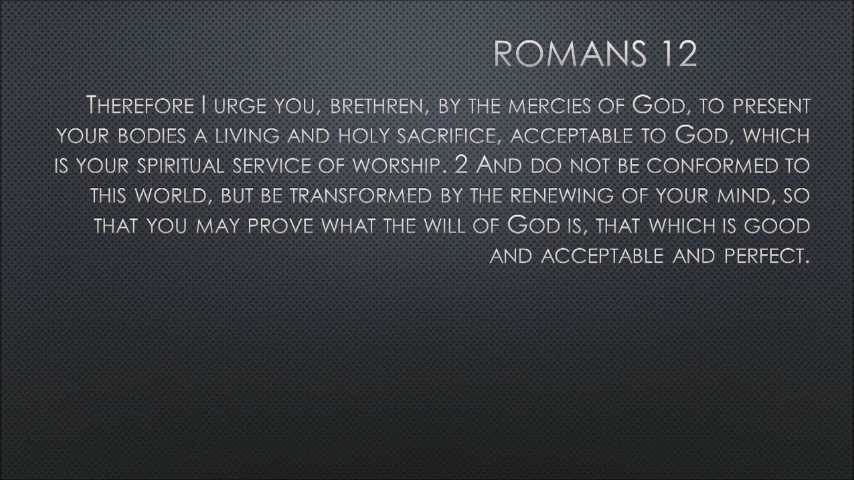 ROMANS 12
THEREFORE I URGE YOU, BRETHREN, BY THE MERCIES OF GOD, TO PRESENT
YOUR BODIES A LIVING AND HOLY SACRIFICE, ACCEPTABLE TO GOD, WHICH
IS YOUR SPIRITUAL SERVICE OF WORSHIP. 2 AND DO NOT BE CONFORMED TO
THIS WORLD, BUT BE TRANSFORMED BY THE RENEWING OF YOUR MIND, SO
THAT YOU MAY PROVE WHAT THE WILL OF GOD IS, THAT WHICH IS GOOD
AND ACCEPTABLE AND PERFECT.